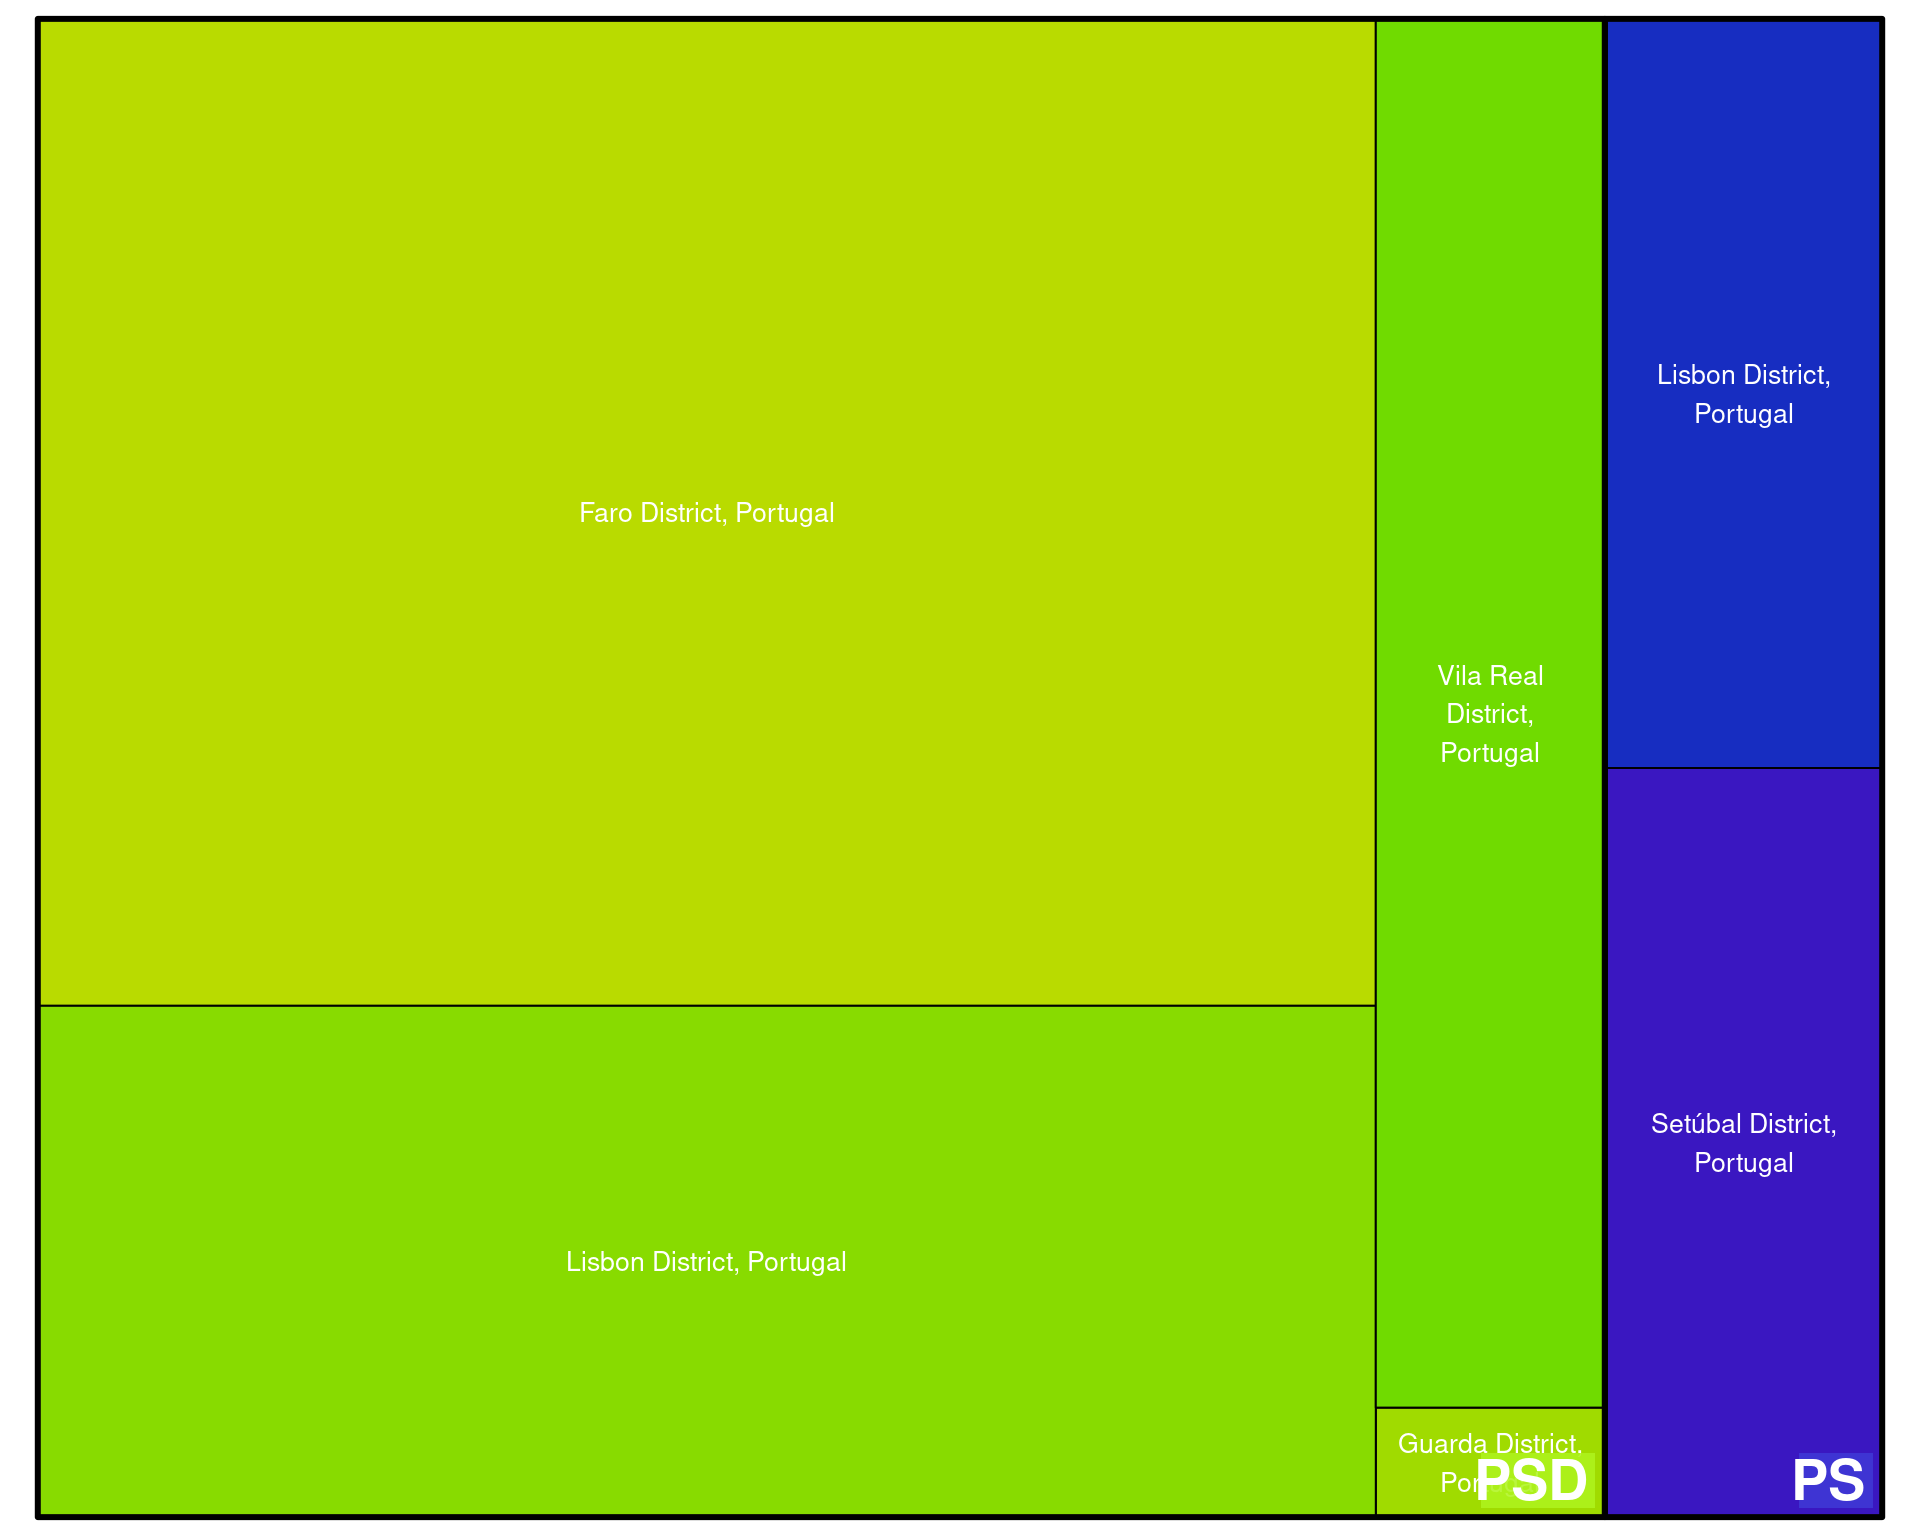 Faro District, Portugal
Lisbon District, Portugal
Vila Real
District,
Portugal
Guarda District,
PSD
Lisbon District,
Portugal
Setúbal District,
Portugal
PS